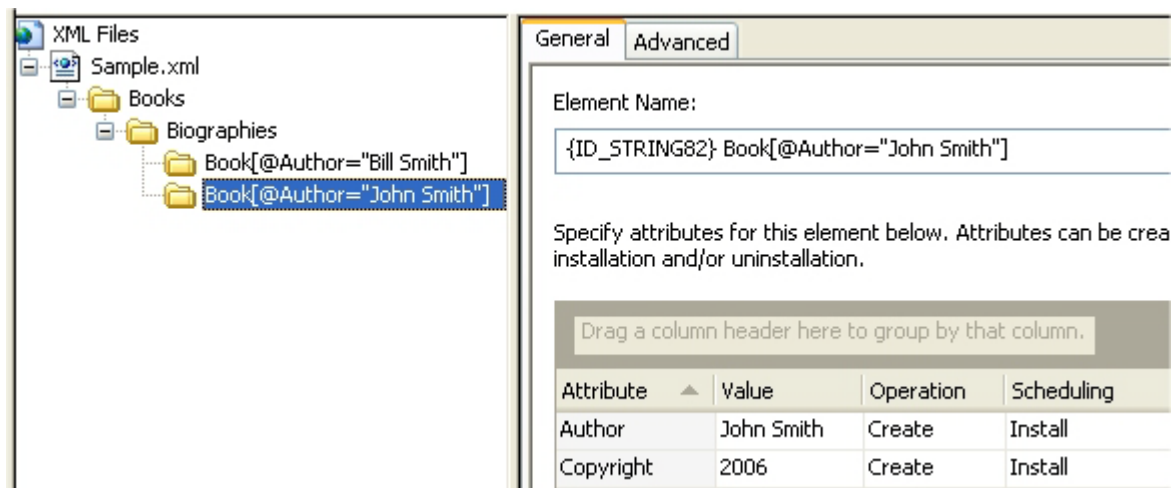 XML Files
Sample.xml
Books
Biographies
Book[@Author="Bill Smith"]
Book[@Author="John Smith"]
General
Advanced
Element Name:
{ID_STRING82} Book[@Author="John Smith"]
Specify attributes for this element below. Attributes can be crea
installation and/or uninstallation.
Drag a column header here to group by that column.
Attribute Value Operation Scheduling
Author John Smith Create Install
Copyright 2006 Create Install